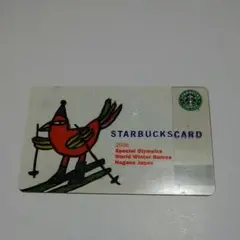 STARBUCKSCARD
2005
Special Olympics
World Winter Games
Nagano Japan